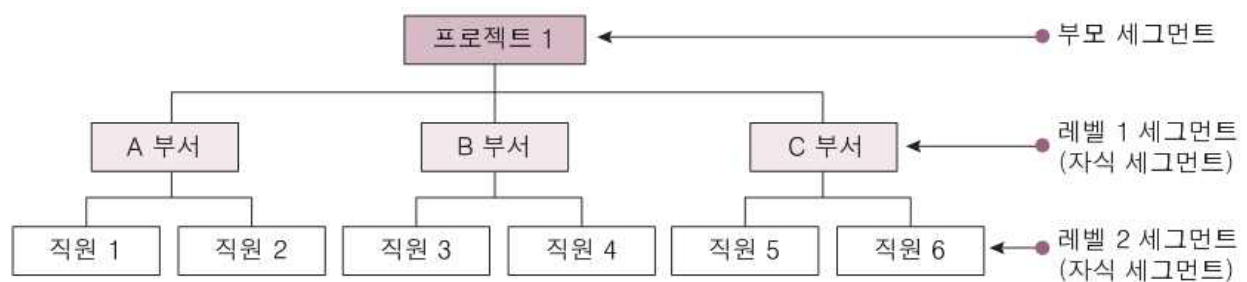 프로젝트 1
부모 세그먼트
A 부서
B 부서
C 부서
레벨 1 세그먼트
(자식 세그먼트)
직원 1
직원 2
직원 3
직원 4
직원 5
직원 6
레벨 2 세그먼트
(자식 세그먼트)